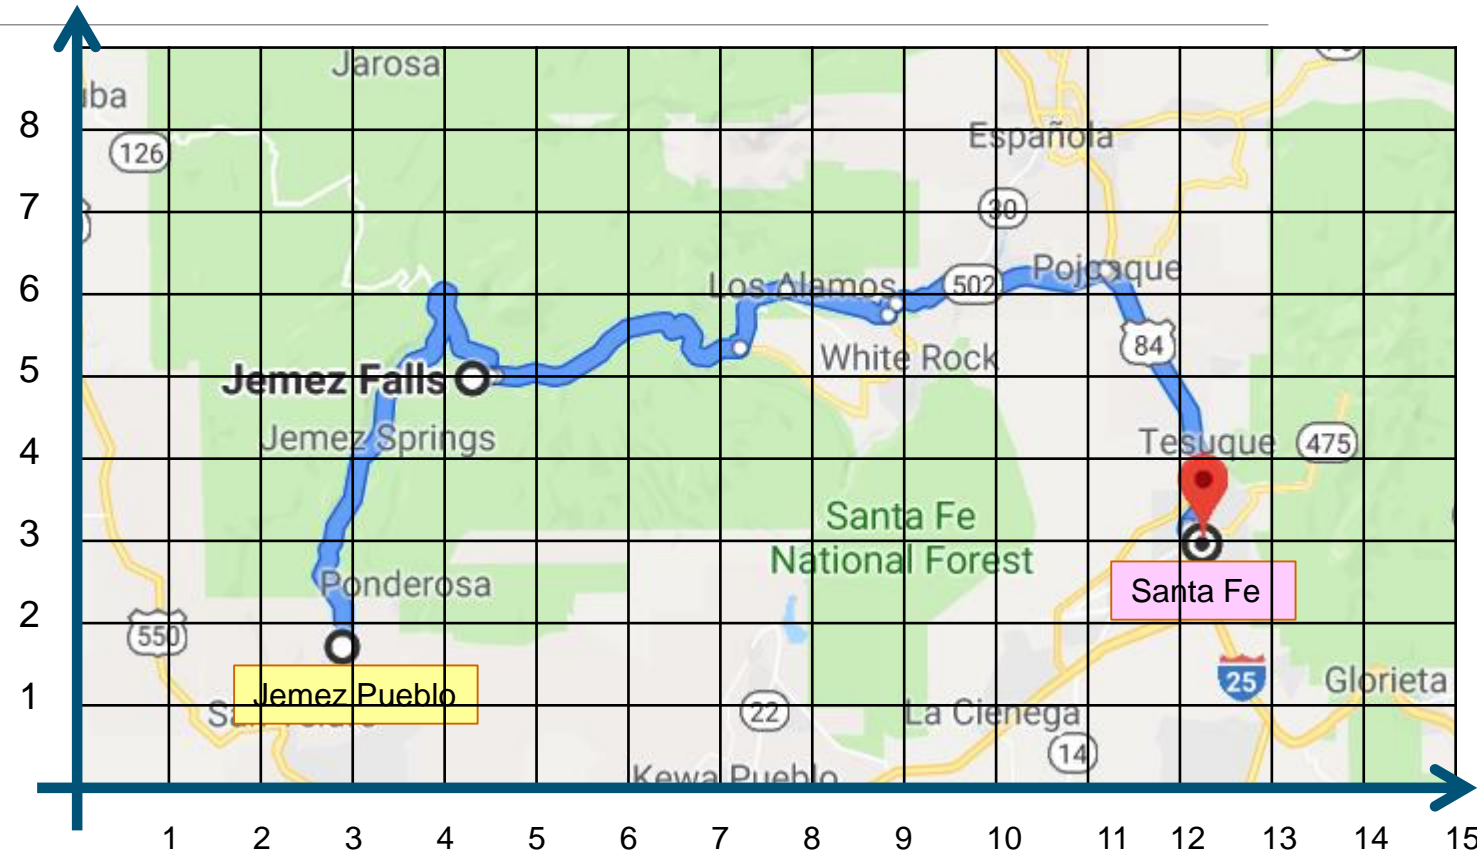 Jarosa
126
Española
8
7
30
6
Los Alamos
502
Pojoaque
84
White Rock
5
Jemez Falls
Jemez Springs
4
Tesuque
475
Santa Fe
National Forest
3
Ponderosa
Santa Fe
2
550
Jemez Pueblo
1
25
Glorieta
22
La Cienega
14
Kewa Pueblo
1 2 3 4 5 6 7 8 9 10 11 12 13 14 15